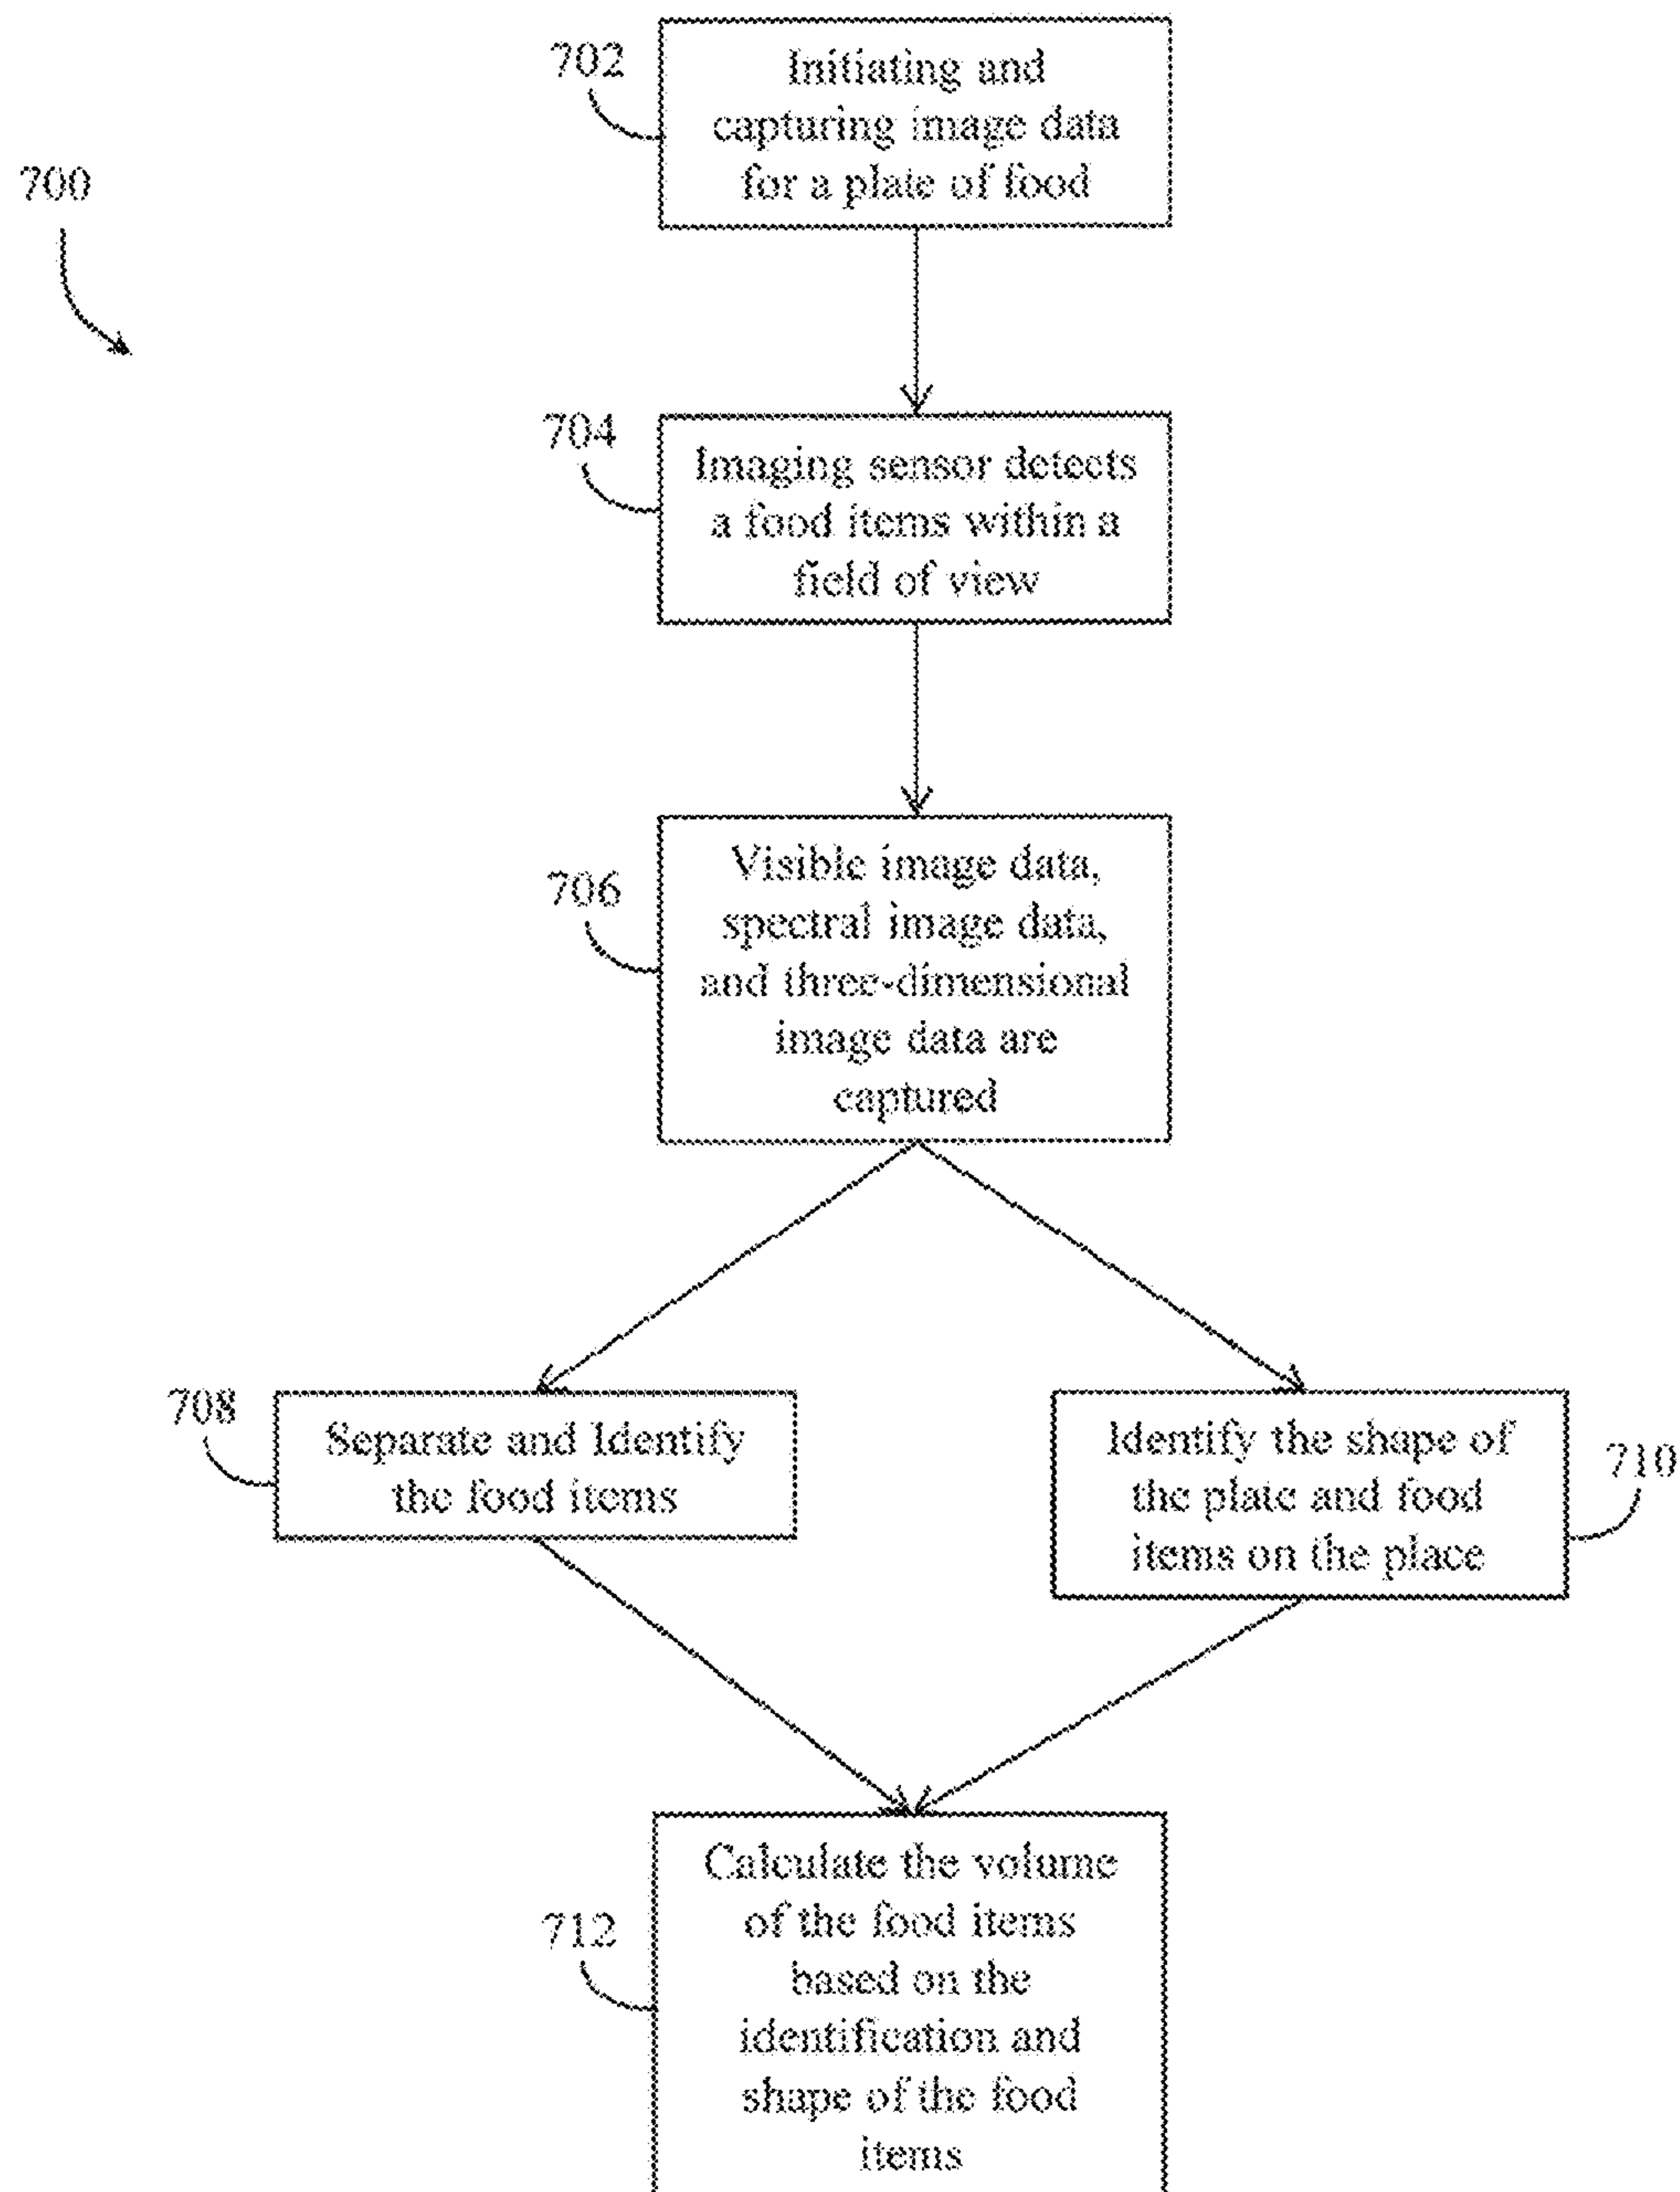 702
Initiating and
capturing image data
for a plate of food
700
704
Imaging sensor detects
a food items within a
field of view
706
Visible image data,
spectral image data,
and three-dimensional
image data are
captured
708
Separate and Identify
the food items
Identify the shape of
the plate and food
items on the place
710
712
Calculate the volume
of the food items
based on the
identification and
shape of the food
items